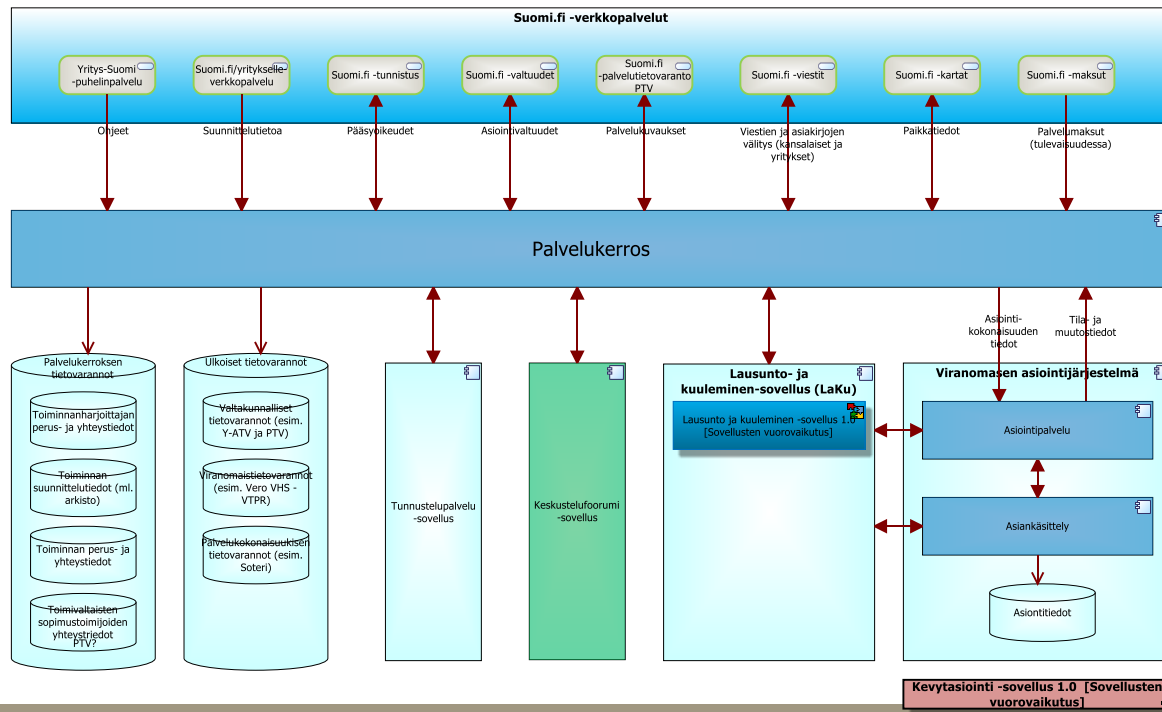 Suomi.fi -verkkopalvelut
Yritys-Suomi
-puhelinpalvelu
Suomi.fi/yritykselle-
verkkopalvelu
Suomi.fi -tunnistus
Suomi.fi -valtuudet
Suomi.fi
-palvelutietovaranto
PTV
Suomi.fi -viestit
Suomi.fi -kartat
Suomi.fi -maksut
Ohjeet
Suunnittelutietoa
Pääsyoikeudet
Asiointivaltuudet
Palvelukuvaukset
Viestien ja asiakirjojen
välitys (kansalaiset ja
yritykset)
Paikkatiedot
Palvelumaksut
(tulevaisuudessa)
Palvelukerros
Asiointi-
kokonaisuuden
tiedot
Tila- ja
muutostiedot
Palvelukerroksen
tietovarannot
Toiminnanharjoittajan
perus- ja yhteystiedot
Toiminnan
suunnittelutiedot (ml.
arkisto)
Toiminnan perus- ja
yhteystiedot
Toimivaltaisten
sopimustoimijoiden
yhteystriedot
PTV?
Ulkoiset tietovarannot
Valtakunnalliset
tietovarannot (esim.
Y-ATV ja PTV)
Viranomaistietovarannot
(esim. Vero VHS -
VTPR)
Palvelukokonaisuukisen
tietovarannot (esim.
Soteri)
Tunnustelupalvelu
-sovellus
Keskustelufoorumi
-sovellus
Lausunto- ja
kuuleminen-sovellus (LaKu)
Lausunto ja kuuleminen -sovellus 1.0
[Sovellusten vuorovaikutus]
Viranomasen asiointijärjestelmä
Asiointipalvelu
Asiankäsittely
Asiontitiedot
Kevytasiointi -sovellus 1.0 [Sovellusten
vuorovaikutus]